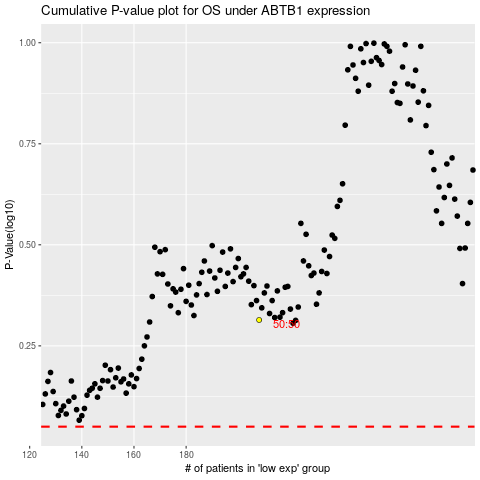 Cumulative P-value plot for OS under ABTB1 expression
1.00
0.75
0.50
0.25
P-Value(log10)
50:50
120 140 160 180
# of patients in 'low exp' group